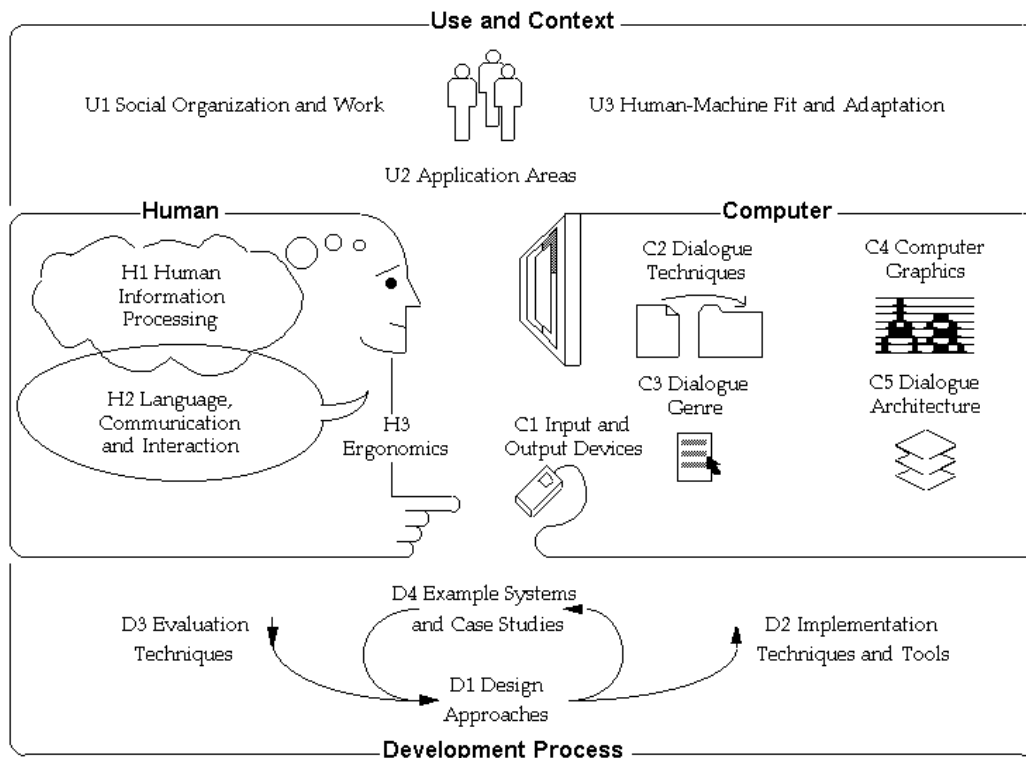 Use and Context
U1 Social Organization and Work
U3 Human-Machine Fit and Adaptation
U2 Application Areas
Human
H1 Human
Information
Processing
H2 Language,
Communication
and Interaction
H3
Ergonomics
Computer
C1 Input and
Output Devices
C2 Dialogue
Techniques
C3 Dialogue
Genre
C4 Computer
Graphics
C5 Dialogue
Architecture
D3 Evaluation
Techniques
D4 Example Systems
and Case Studies
D2 Implementation
Techniques and Tools
D1 Design
Approaches
Development Process